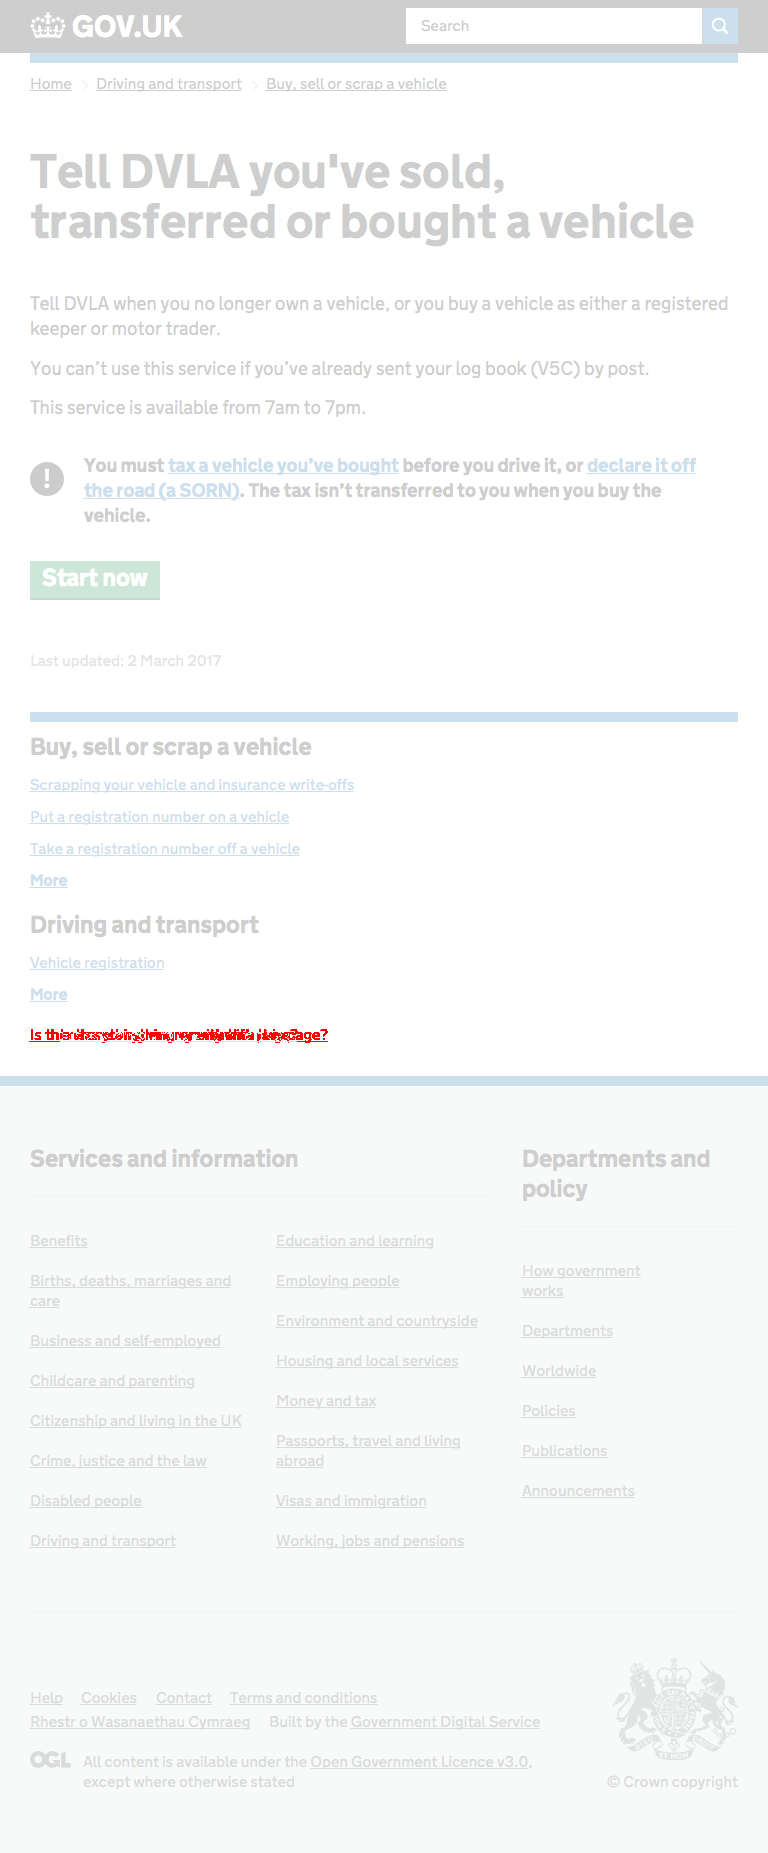 GOV.UK
Search
Home
Driving and transport
Buy, sell or scrap a vehicle
Tell DVLA you've sold,
transferred or bought a vehicle
Tell DVLA when you no longer own a vehicle, or you buy a vehicle as either a registered
keeper or motor trader.
You can’t use this service if you’ve already sent your log book (V5C) by post.
This service is available from 7am to 7pm.
You must tax a vehicle you’ve bought before you drive it, or declare it off
the road (a SORN). The tax isn’t transferred to you when you buy the
vehicle.
Start now
Last updated: 2 March 2017
Buy, sell or scrap a vehicle
Scrapping your vehicle and insurance write-offs
Put a registration number on a vehicle
Take a registration number off a vehicle
More
Driving and transport
Vehicle registration
More
Services and information
Benefits
Births, deaths, marriages and
care
Business and self-employed
Childcare and parenting
Citizenship and living in the UK
Crime, justice and the law
Disabled people
Driving and transport
Education and learning
Employing people
Environment and countryside
Housing and local services
Money and tax
Passports, travel and living
abroad
Visas and immigration
Working, jobs and pensions
Departments and
policy
How government
works
Departments
Worldwide
Policies
Publications
Announcements
Help
Cookies
Contact
Terms and conditions
Rhestr o Wasanaethau Cymraeg
Built by the Government Digital Service
OGL
All content is available under the Open Government Licence v3.0,
except where otherwise stated
© Crown copyright